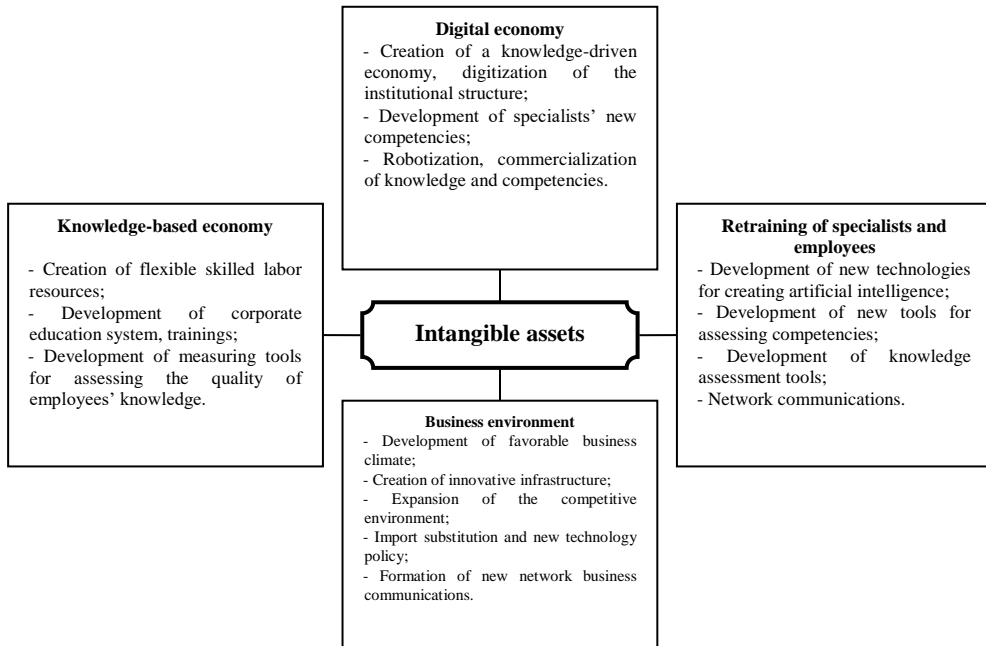 Digital economy
- Creation of a knowledge-driven
economy, digitization of the
institutional structure;
- Development of specialists’ new
competencies;
- Robotization, commercialization
of knowledge and competencies.
Knowledge-based economy
- Creation of flexible skilled labor
resources;
- Development of corporate
education system, trainings;
- Development of measuring tools
for assessing the quality of
employees’ knowledge.
Intangible assets
Retraining of specialists and
employees
- Development of new technologies
for creating artificial intelligence;
- Development of new tools for
assessing competencies;
- Development of knowledge
assessment tools;
- Network communications.
Business environment
- Development of favorable business
climate;
- Creation of innovative infrastructure;
- Expansion of the competitive
environment;
- Import substitution and new technology
policy;
- Formation of new network business
communications.